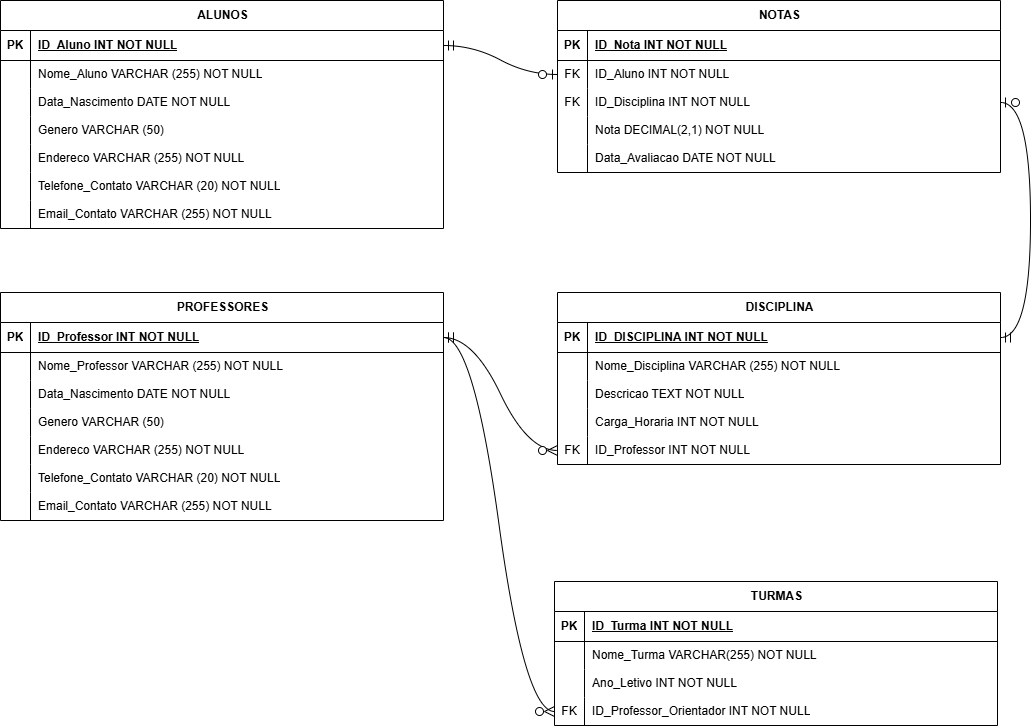 ALUNOS
PK ID_Aluno INT NOT NULL
Nome_Aluno VARCHAR (255) NOT NULL
Data_Nascimento DATE NOT NULL
Genero VARCHAR (50)
Endereco VARCHAR (255) NOT NULL
Telefone_Contato VARCHAR (20) NOT NULL
Email_Contato VARCHAR (255) NOT NULL
NOTAS
PK ID_Nota INT NOT NULL
FK ID_Aluno INT NOT NULL
FK ID_Disciplina INT NOT NULL
Nota DECIMAL(2,1) NOT NULL
Data_Avaliacao DATE NOT NULL
PROFESSORES
PK ID_Professor INT NOT NULL
Nome_Professor VARCHAR (255) NOT NULL
Data_Nascimento DATE NOT NULL
Genero VARCHAR (50)
Endereco VARCHAR (255) NOT NULL
Telefone_Contato VARCHAR (20) NOT NULL
Email_Contato VARCHAR (255) NOT NULL
DISCIPLINA
PK ID_DISCIPLINA INT NOT NULL
Nome_Disciplina VARCHAR (255) NOT NULL
Descricao TEXT NOT NULL
Carga_Horaria INT NOT NULL
FK ID_Professor INT NOT NULL
TURMAS
PK ID_Turma INT NOT NULL
Nome_Turma VARCHAR(255) NOT NULL
Ano_Letivo INT NOT NULL
FK ID_Professor_Orientador INT NOT NULL